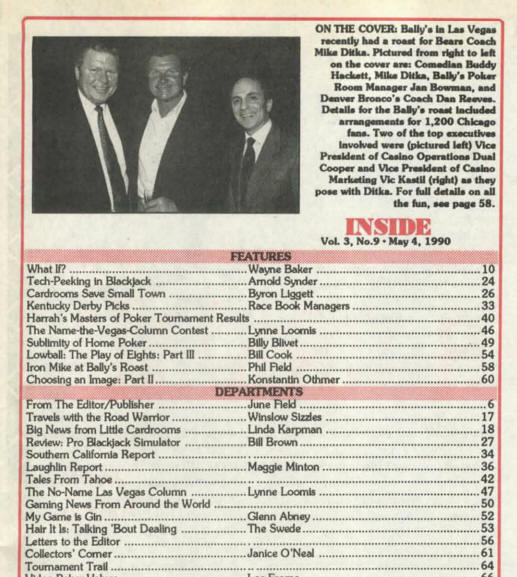 ON THE COVER: Bally's in Las Vegas
recently had a roast for Bears Coach
Mike Ditka. Pictured from right to left
on the cover are: Comedian Buddy
Hackett, Mike Ditka, Bally's Poker
Room Manager Jan Bowman, and
Denver Bronco's Coach Dan Reeves.
Details for the Bally's roast included
arrangements for 1,200 Chicago
fans. Two of the top executives
involved were (pictured left) Vice
President of Casino Operations Dual
Cooper and Vice President of Casino
Marketing Vic Kastil (right) as they
pose with Ditka. For full details on all
the fun, see page 58.
INSIDE
Vol. 3, No.9 • May 4, 1990
FEATURES
What If? Wayne Baker 10
Tech-Peeking in Blackjack Arnold Synder 24
Cardrooms Save Small Town Byron Liggett 26
Kentucky Derby Picks Race Book Managers 33
Harrah's Masters of Poker Tournament Results 40
The Name-the-Vegas-Column Contest Lynne Loomis 46
Sublimity of Home Poker Billy Blivet 49
Lowball: The Play of Eights: Part III Bill Cook 54
Iron Mike at Bally's Roast Phil Field 58
Choosing an Image: Part II Konstantin Othmer 60
DEPARTMENTS
From The Editor/Publisher June Field 6
Travels with the Road Warrior Winslow Sizzles 17
Big News from Little Cardrooms Linda Karpman 18
Review: Pro Blackjack Simulator Bill Brown 27
Southern California Report 34
Laughlin Report Maggie Minton 36
Tales From Tahoe 42
The No-Name Las Vegas Column Lynne Loomis 47
Gaming News From Around the World 50
My Game is Gin Glenn Abney 52
Hair It Is: Talking 'Bout Dealing The Swede 53
Letters to the Editor 56
Collectors' Corner Janice O'Neal 61
Tournament Trail 64
Video Poker 66